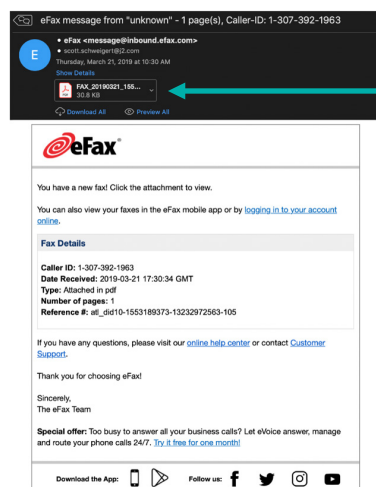 eFax message from "unknown" - 1 page(s), Caller-ID: 1-307-392-1963
E
eFax <message@inbound.efax.com>
scott.schweigert@j2.com
Thursday, March 21, 2019 at 10:30 AM
Show Details
FAX_20190321_155...
30.8 KB
Download All Preview All
eFax®
You have a new fax! Click the attachment to view.
You can also view your faxes in the eFax mobile app or by logging in to your account
online.
Fax Details
Caller ID: 1-307-392-1963
Date Received: 2019-03-21 17:30:34 GMT
Type: Attached in pdf
Number of pages: 1
Reference #: atl_did10-1553189373-13232972563-105
If you have any questions, please visit our online help center or contact Customer
Support.
Thank you for choosing eFax!
Sincerely,
The eFax Team
Special offer: Too busy to answer all your business calls? Let eVoice answer, manage
and route your phone calls 24/7. Try it free for one month!
Download the App: Follow us: